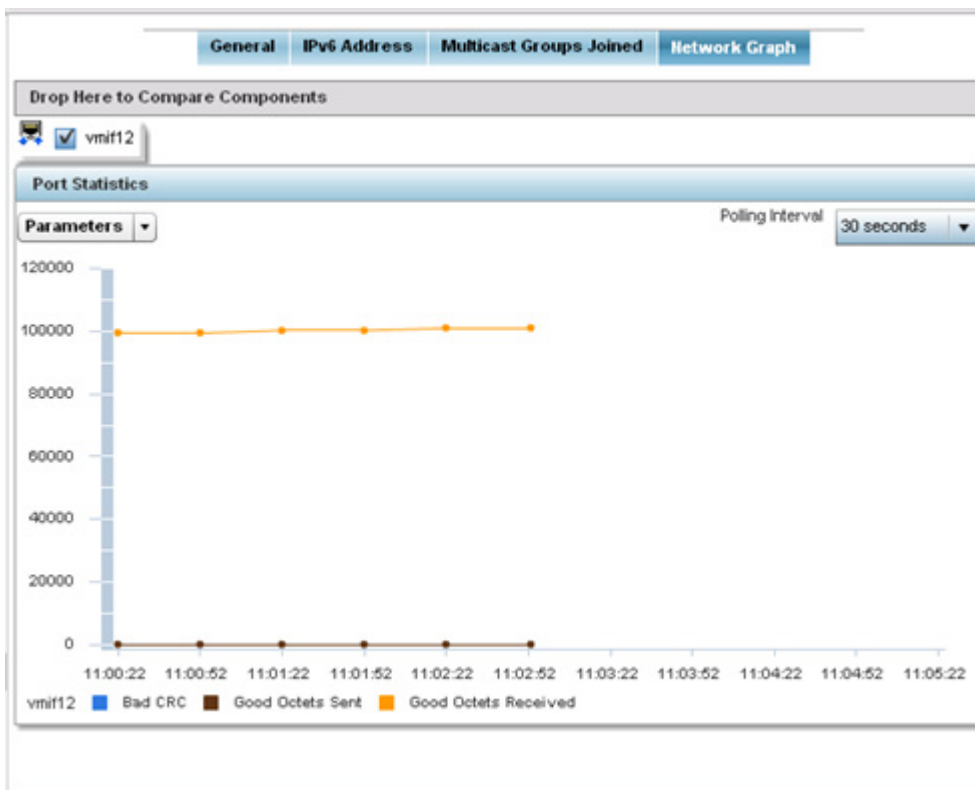 General IPv6 Address Multicast Groups Joined Network Graph
Drop Here to Compare Components
vmif12
Port Statistics
Parameters Polling Interval 30 seconds
120000
100000
80000
60000
40000
20000
0
11:00:22 11:00:52 11:01:22 11:01:52 11:02:22 11:02:52 11:03:22 11:03:52 11:04:22 11:04:52 11:05:22
vmif12 Bad CRC Good Octets Sent Good Octets Received